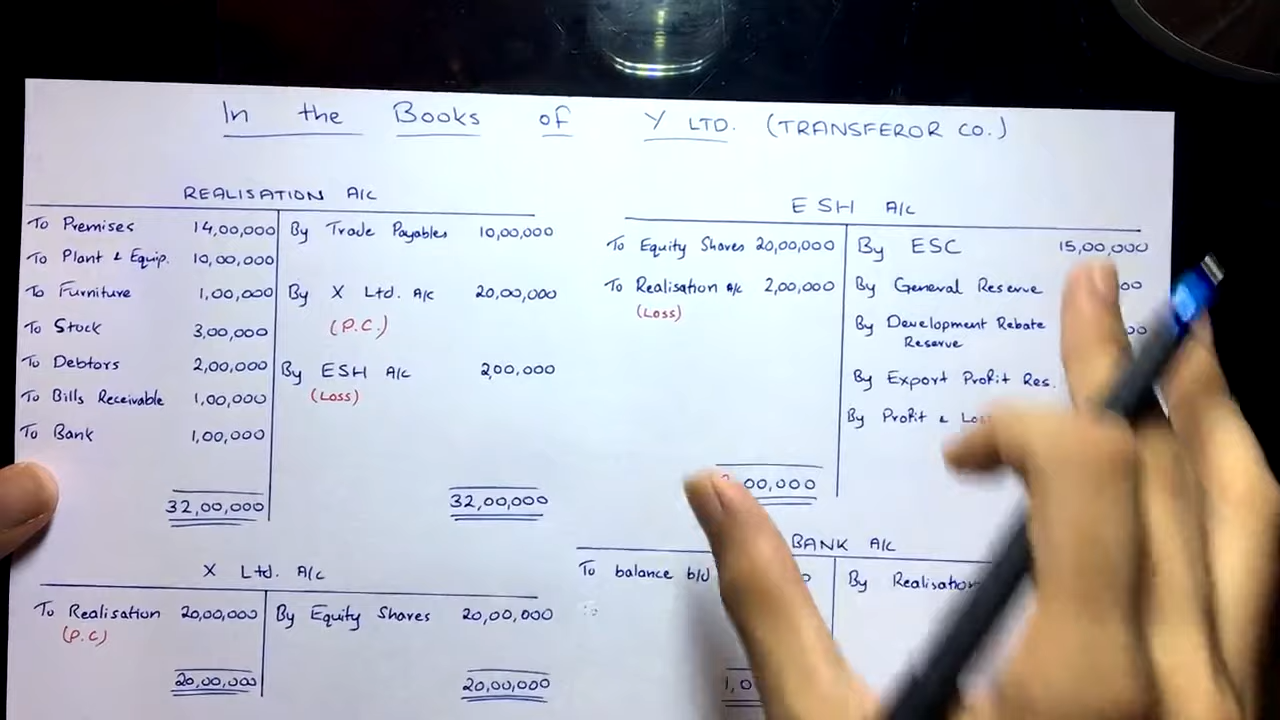 In the Books of Y LTD. (TRANSFEROR CO.)
REALISATION A/C
To Premises 14,00,000 By Trade Payables 10,00,000
To Plant & Equip. 10,00,000
To Furniture 1,00,000 By X Ltd. A/c 20,00,000
(P.C.)
To Stock 3,00,000
To Debtors 2,00,000 By ESH A/c 2,00,000
(Loss)
To Bills Receivable 1,00,000
To Bank 1,00,000
32,00,000 32,00,000
ESH A/c
To Equity Shares 20,00,000 By ESC 15,00,000
To Realisation A/c 2,00,000 By General Reserve
(Loss)
By Development Rebate
Reserve
By Export Profit Res.
By Profit &
00,000
X Ltd. A/c
To Realisation 20,00,000 By Equity Shares 20,00,000
(P.C)
20,00,000 20,00,000
BANK A/c
To balance b/d By Realisation